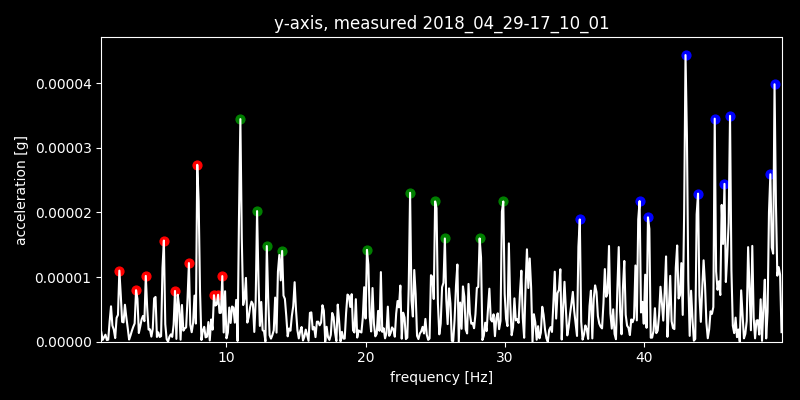 y-axis, measured 2018_04_29-17_10_01
acceleration [g]
0.00004
0.00003
0.00002
0.00001
0.00000
10 20 30 40
frequency [Hz]